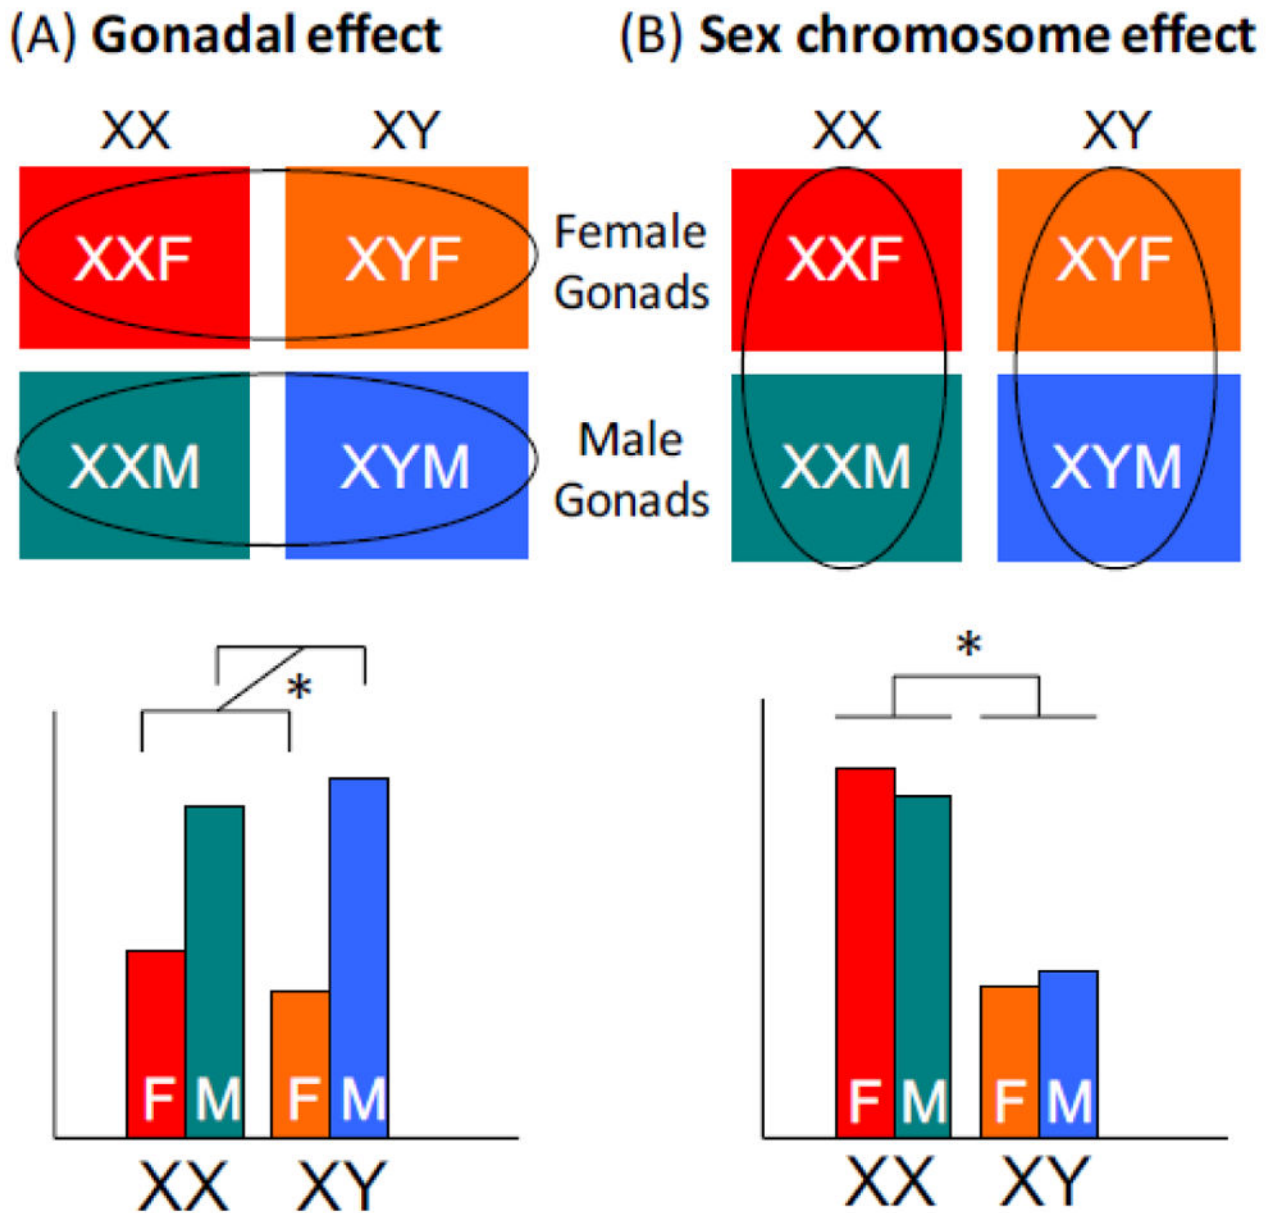 (A) Gonadal effect
XX XY
XXF XYF
XXM XYM
Female
Gonads
Male
Gonads
*
F M F M
XX XY
(B) Sex chromosome effect
XX XY
XXF XYF
XXM XYM
*
F M F M
XX XY